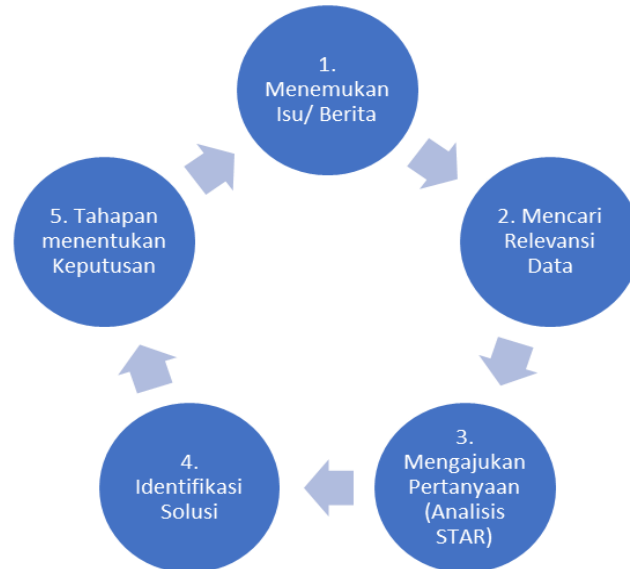 1.
Menemukan
Isu/ Berita
2. Mencari
Relevansi
Data
3.
Mengajukan
Pertanyaan
(Analisis
STAR)
4.
Identifikasi
Solusi
5. Tahapan
menentukan
Keputusan